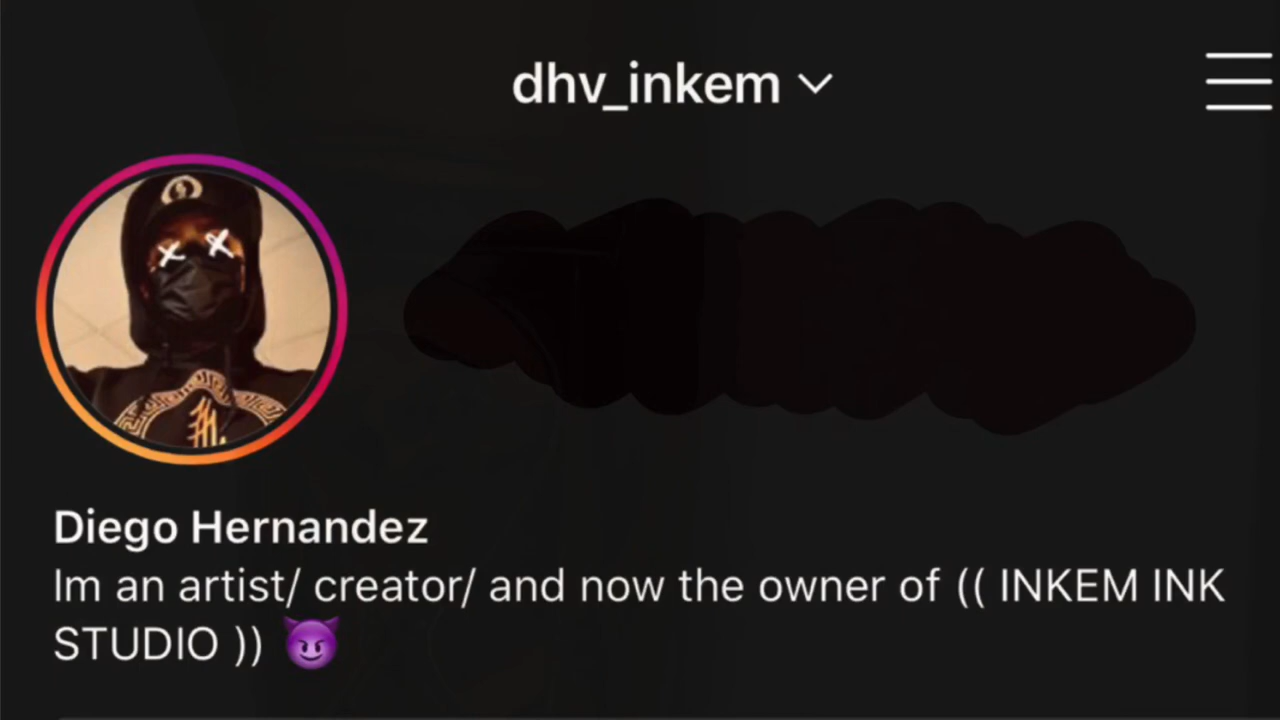 dhv_inkem
Diego Hernandez
Im an artist/ creator/ and now the owner of (( INKEM INK
STUDIO )) 😈